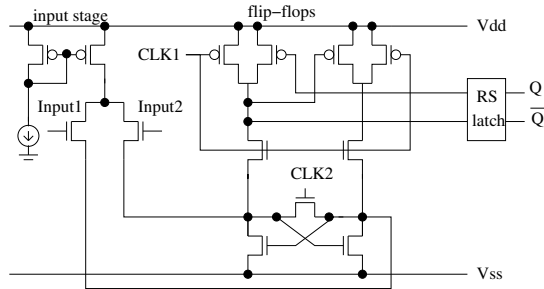 input stage
flip-flops
Vdd
CLK1
Input1
Input2
RS
latch
Q
Q
CLK2
Vss